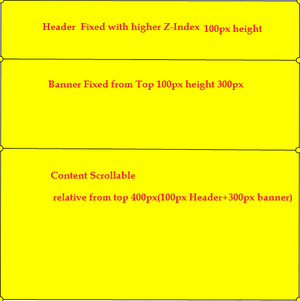 Header Fixed with higher Z-Index 100px height
Banner Fixed from Top 100px height 300px
Content Scrollable
relative from top 400px(100px Header+300px banner)